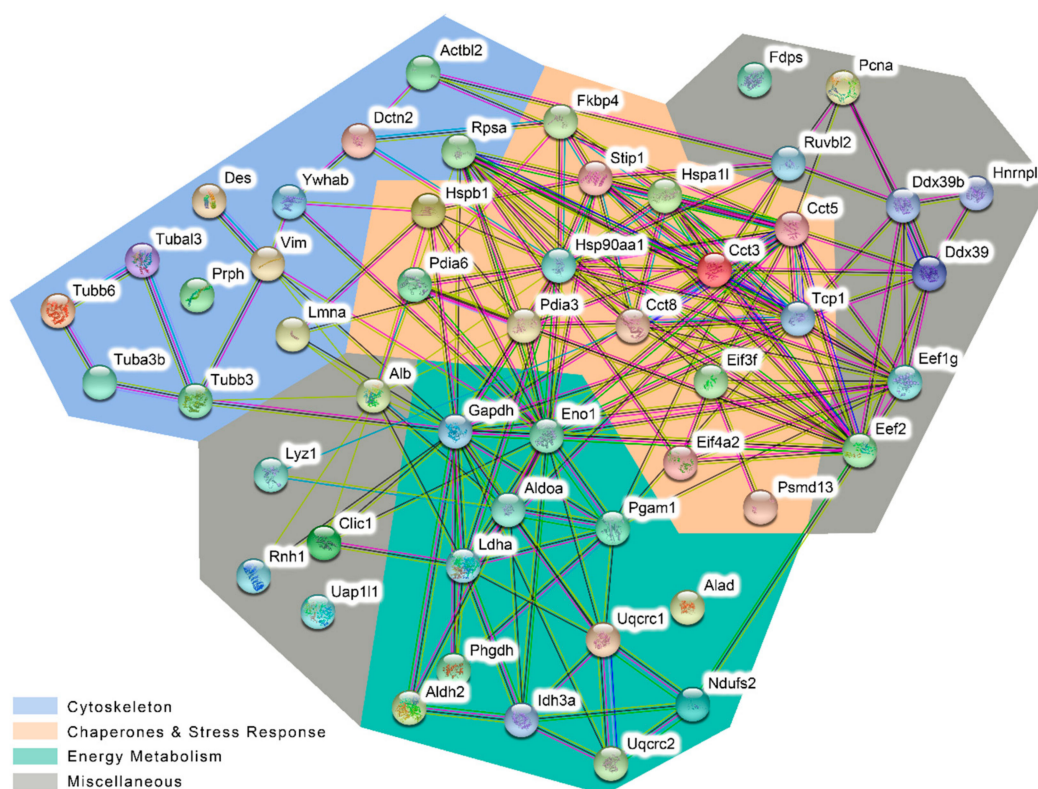 Actbl2
Fdps
Pcna
Dctn2
Rpsa
Fkbp4
Ruvbl2
Stip1
Hspa1l
Ddx39b
Hnrnpl
Des
Ywhab
Hspb1
Cct5
Tubal3
Vim
Hsp90aa1
Cct3
Ddx39
Prph
Pdia6
Tubb6
Lmna
Pdia3
Cct8
Tcp1
Tuba3b
Tubb3
Alb
Eif3f
Eef1g
Gapdh
Eno1
Eef2
Lyz1
Eif4a2
Aldoa
Pgam1
Psmd13
Clic1
Ldha
Rnh1
Uap1l1
Alad
Uqcrc1
Phgdh
Ndufs2
Aldh2
Idh3a
Uqcrc2
Cytoskeleton
Chaperones & Stress Response
Energy Metabolism
Miscellaneous